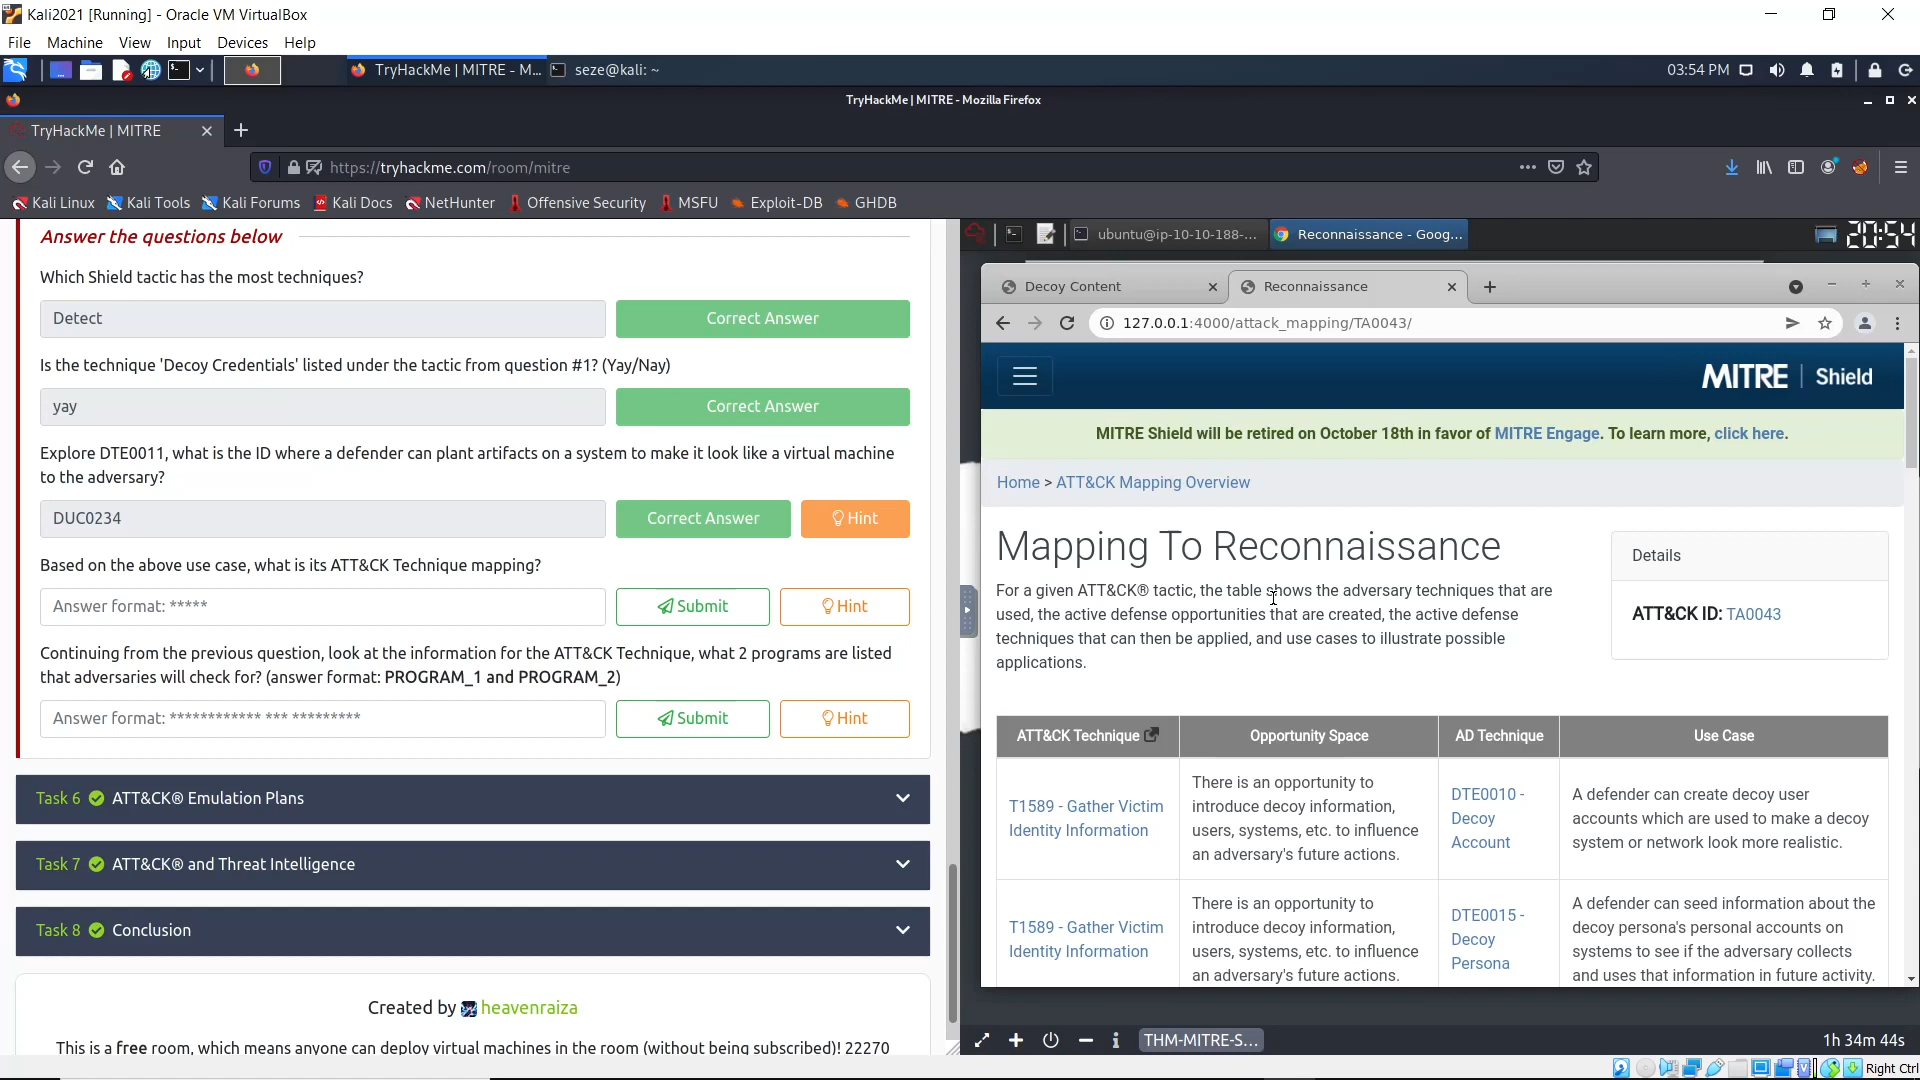 Kali2021 [Running] - Oracle VM VirtualBox
File Machine View Input Devices Help
TryHackMe | MITRE - M... seze@kali: ~ 03:54 PM
TryHackMe | MITRE - Mozilla Firefox
TryHackMe | MITRE
https://tryhackme.com/room/mitre
Kali Linux Kali Tools Kali Forums Kali Docs NetHunter Offensive Security MSFU Exploit-DB GHDB
Answer the questions below
Which Shield tactic has the most techniques?
Detect Correct Answer
Is the technique 'Decoy Credentials' listed under the tactic from question #1? (Yay/Nay)
yay Correct Answer
Explore DTE0011, what is the ID where a defender can plant artifacts on a system to make it look like a virtual machine
to the adversary?
DUC0234 Correct Answer Hint
Based on the above use case, what is its ATT&CK Technique mapping?
Answer format: ***** Submit Hint
Continuing from the previous question, look at the information for the ATT&CK Technique, what 2 programs are listed
that adversaries will check for? (answer format: PROGRAM_1 and PROGRAM_2)
Answer format: ************ *** ********* Submit Hint
Task 6 ATT&CK® Emulation Plans
Task 7 ATT&CK® and Threat Intelligence
Task 8 Conclusion
Created by heavenraiza
This is a free room, which means anyone can deploy virtual machines in the room (without being subscribed)! 22270
ubuntu@ip-10-10-188-... Reconnaissance - Goog... 20:54
Decoy Content Reconnaissance
127.0.0.1:4000/attack_mapping/TA0043/
MITRE | Shield
MITRE Shield will be retired on October 18th in favor of MITRE Engage. To learn more, click here.
Home > ATT&CK Mapping Overview
Mapping To Reconnaissance
For a given ATT&CK® tactic, the table shows the adversary techniques that are
used, the active defense opportunities that are created, the active defense
techniques that can then be applied, and use cases to illustrate possible
applications.
Details
ATT&CK ID: TA0043
ATT&CK Technique Opportunity Space AD Technique Use Case
T1589 - Gather Victim
Identity Information
There is an opportunity to
introduce decoy information,
users, systems, etc. to influence
an adversary's future actions.
DTE0010 -
Decoy
Account
A defender can create decoy user
accounts which are used to make a decoy
system or network look more realistic.
T1589 - Gather Victim
Identity Information
There is an opportunity to
introduce decoy information,
users, systems, etc. to influence
an adversary's future actions.
DTE0015 -
Decoy
Persona
A defender can seed information about the
decoy persona's personal accounts on
systems to see if the adversary collects
and uses that information in future activity.
THM-MITRE-S... 1h 34m 44s
Right Ctrl